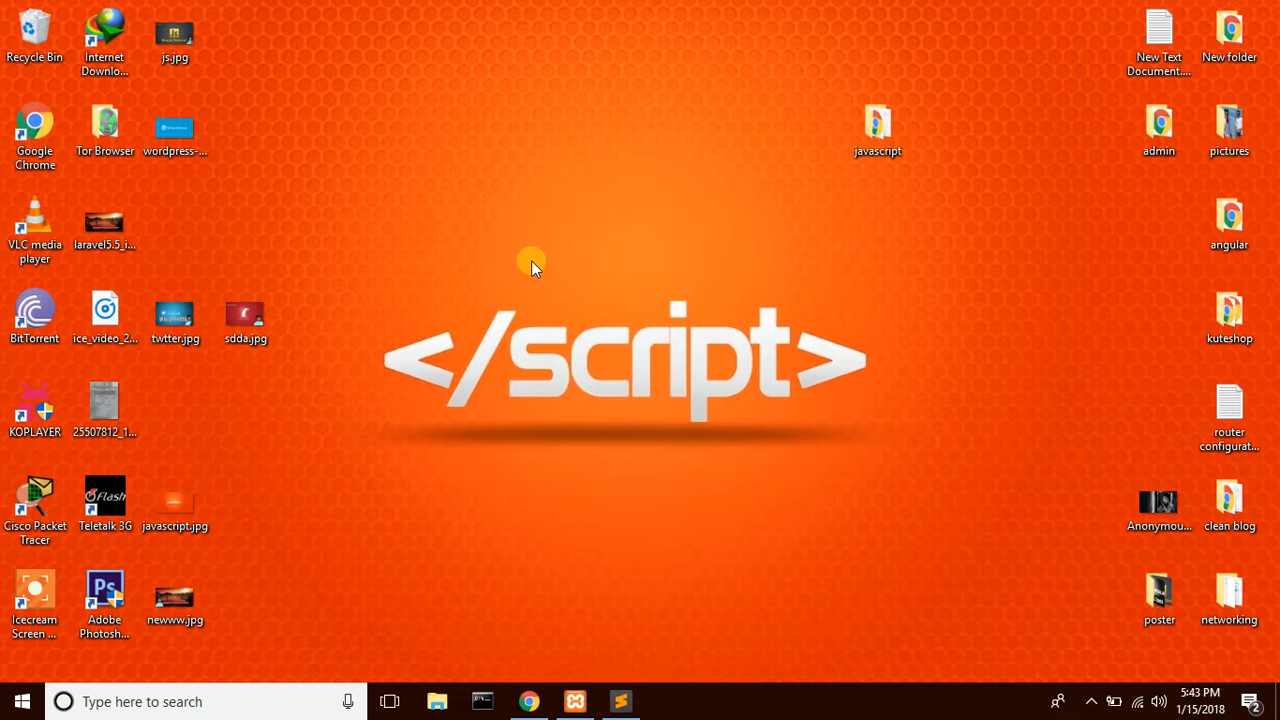 Recycle Bin
Internet
Downlo...
js.jpg
New Text
Document....
New folder
Google
Chrome
Tor Browser
wordpress-...
javascript
admin
pictures
VLC media
player
laravel5.5_i...
angular
BitTorrent
ice_video_2...
twtter.jpg
sdda.jpg
kuteshop
</script>
KOPLAYER
25507812_1...
router
configurat...
Cisco Packet
Tracer
Flash
Teletalk 3G
javascript.jpg
Anonymou...
clean blog
Icecream
Screen ...
Ps
Adobe
Photosh...
newww.jpg
poster
networking
Type here to search
5:43 PM
1/15/2018
2